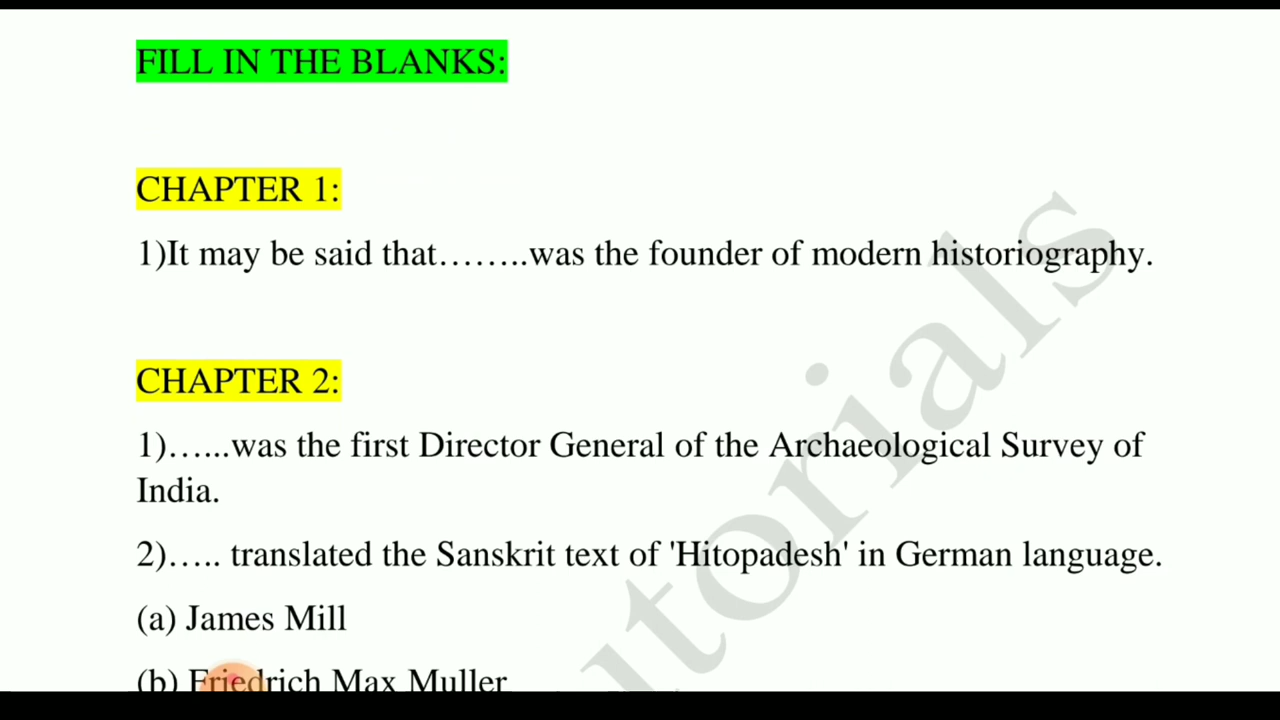 FILL IN THE BLANKS:
CHAPTER 1:
1)It may be said that……..was the founder of modern historiography.
CHAPTER 2:
1)…...was the first Director General of the Archaeological Survey of
India.
2)….. translated the Sanskrit text of 'Hitopadesh' in German language.
(a) James Mill
(b) Friedrich Max Muller
utorials